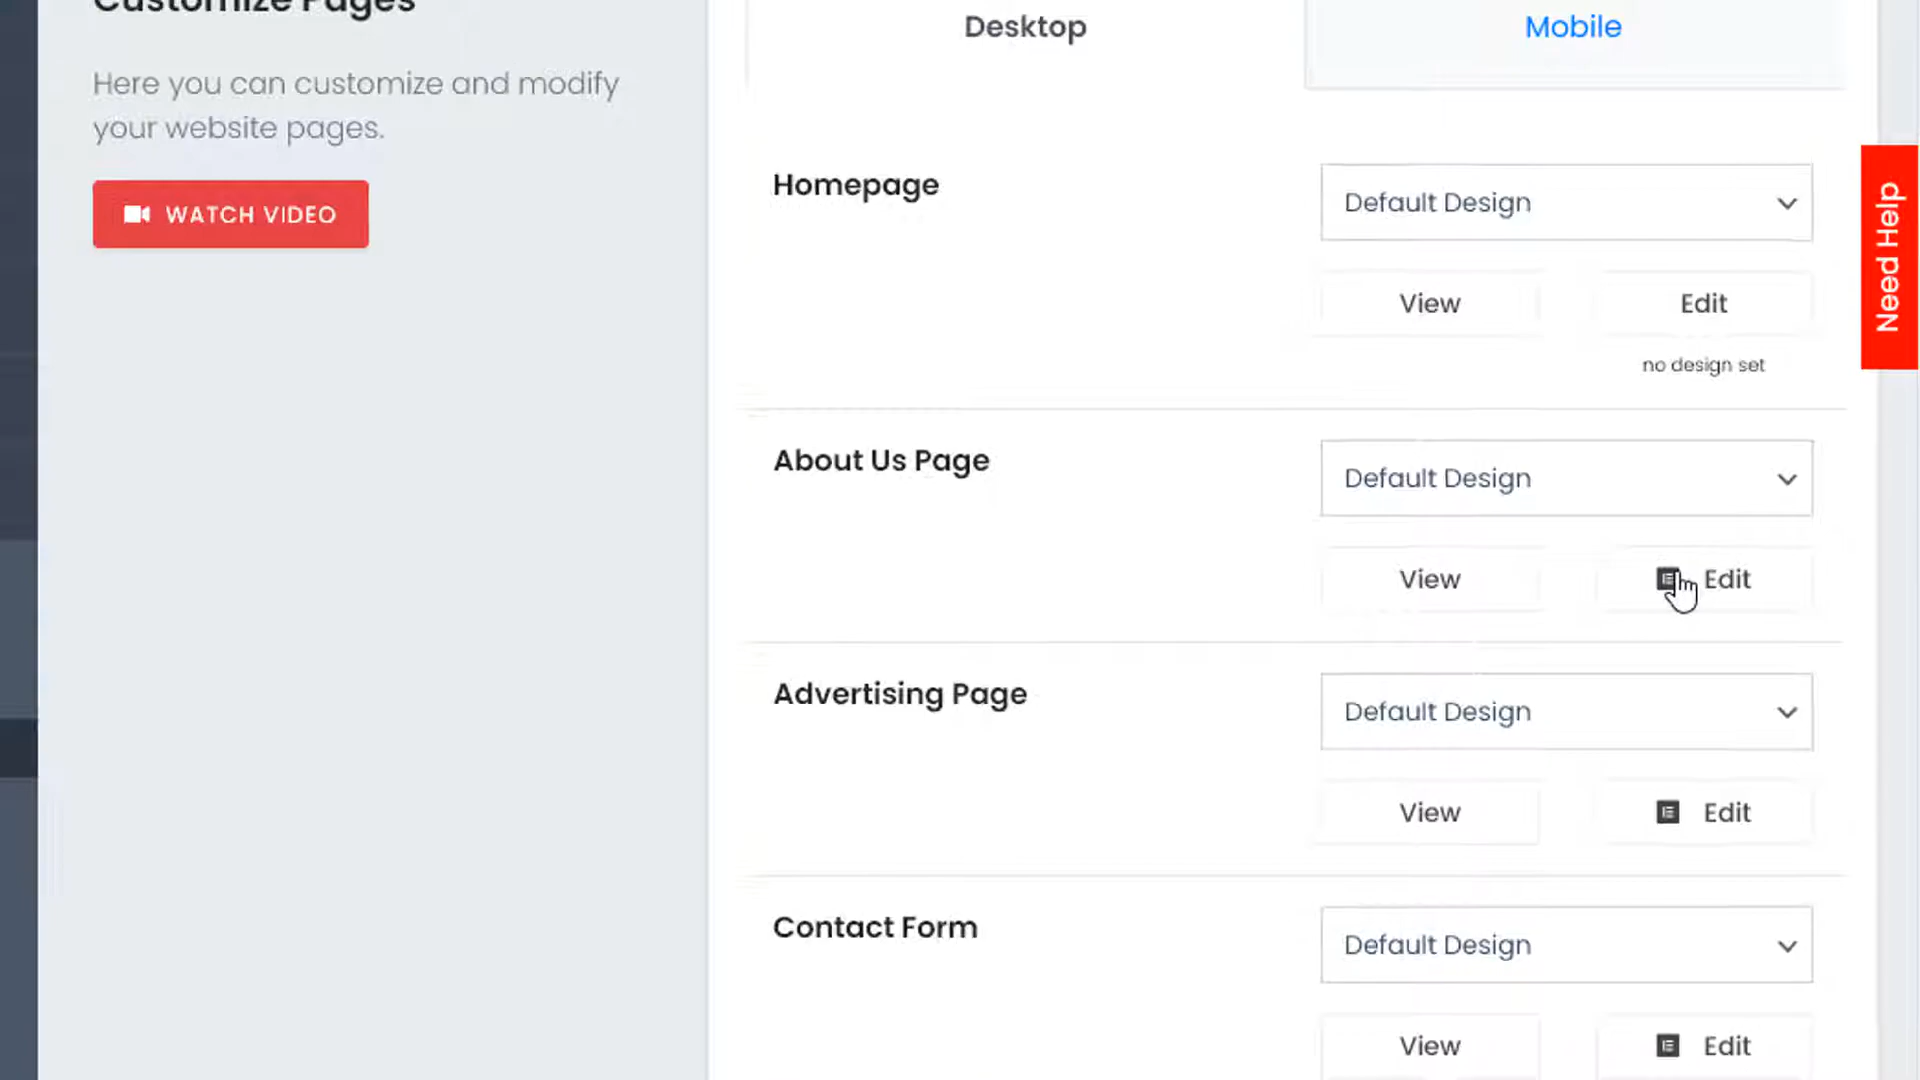 Customize Pages
Here you can customize and modify
your website pages.
WATCH VIDEO
Desktop
Mobile
Homepage
Default Design
View
Edit
no design set
About Us Page
Default Design
View
Edit
Advertising Page
Default Design
View
Edit
Contact Form
Default Design
View
Edit
Need Help